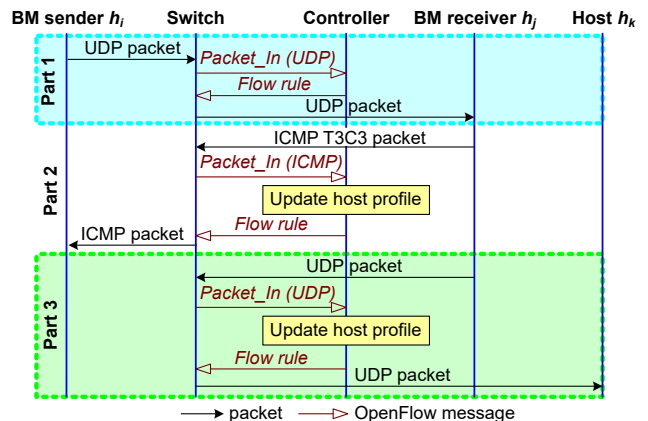 BM sender hi Switch Controller BM receiver hj Host hk
Part 1
UDP packet
Packet_In (UDP)
Flow rule
UDP packet
Part 2
ICMP T3C3 packet
Packet_In (ICMP)
Update host profile
Flow rule
ICMP packet
Part 3
UDP packet
Packet_In (UDP)
Update host profile
Flow rule
UDP packet
packet OpenFlow message